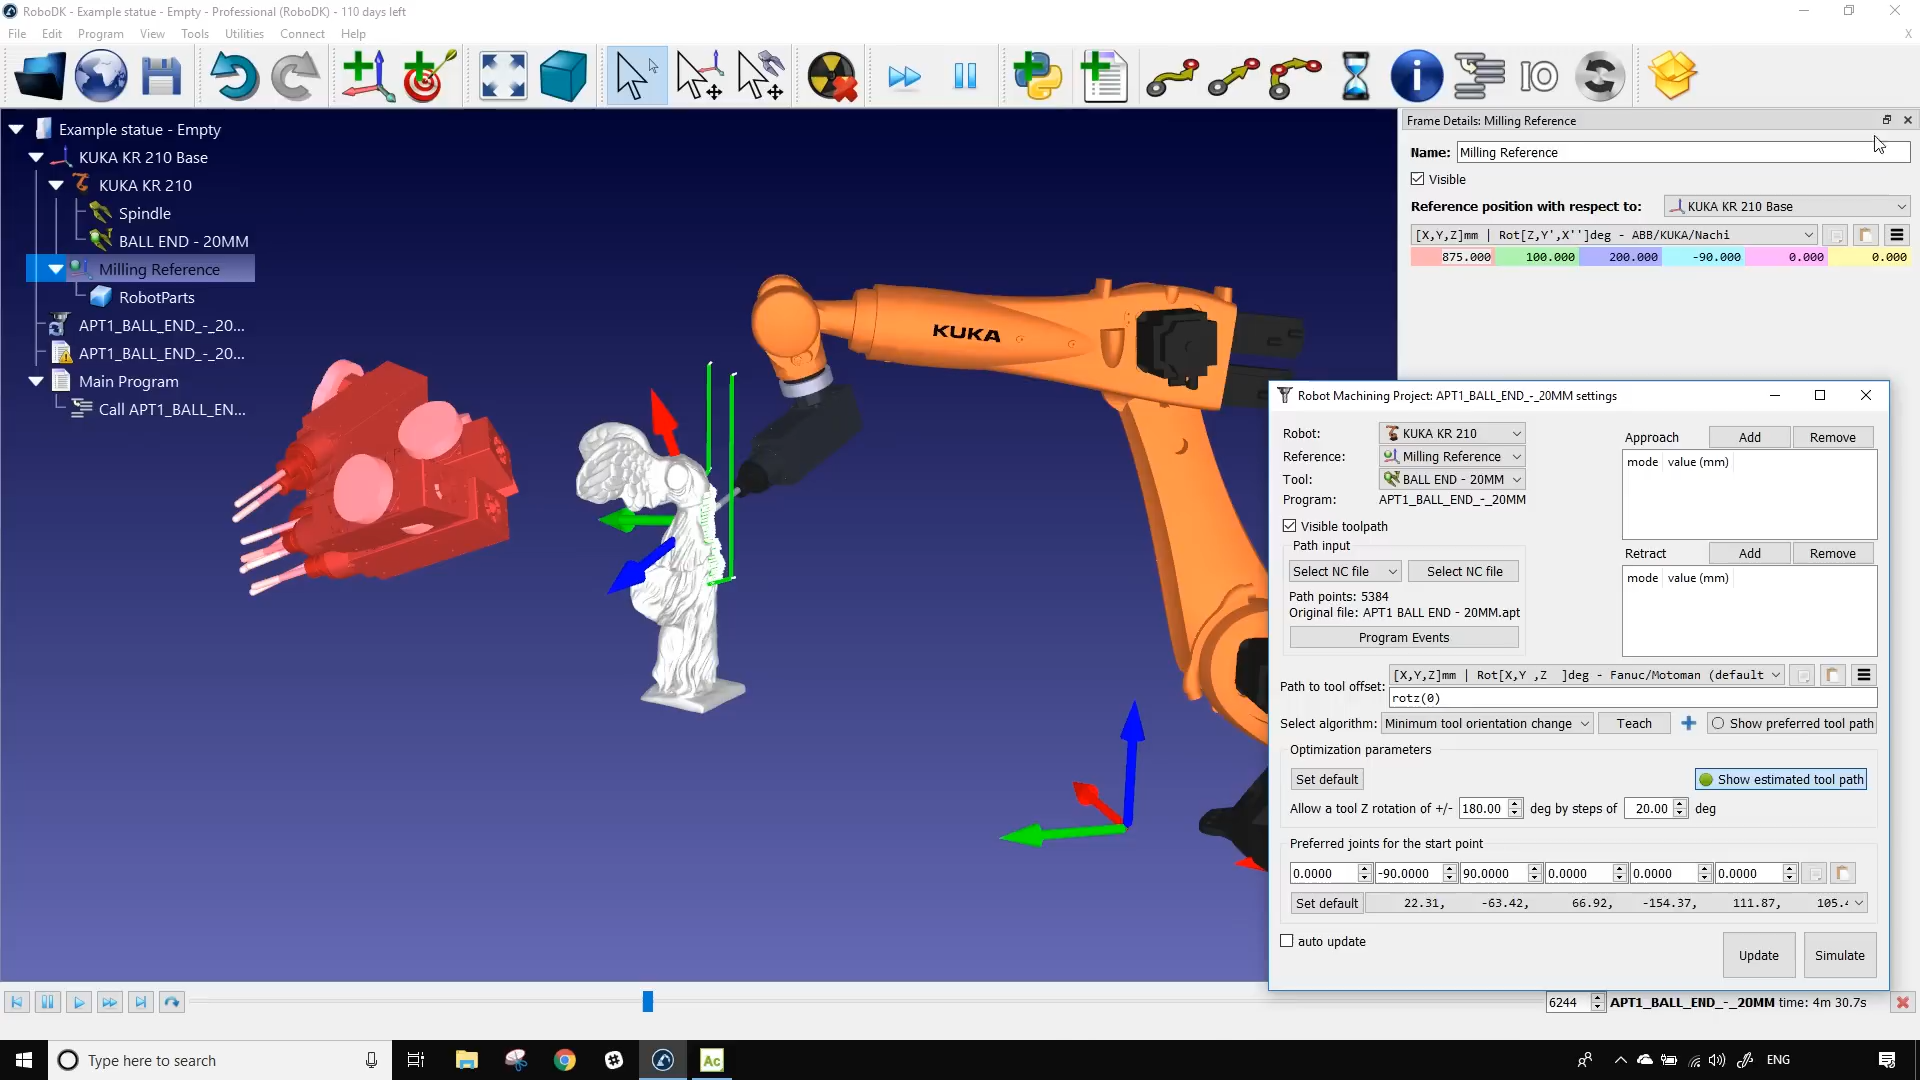 RoboDK - Example statue - Empty - Professional (RoboDK) - 110 days left
File Edit Program View Tools Utilities Connect Help X
IO
Example statue - Empty
KUKA KR 210 Base
KUKA KR 210
Spindle
BALL END - 20MM
Milling Reference
RobotParts
APT1_BALL_END_-_20...
APT1_BALL_END_-_20...
Main Program
Call APT1_BALL_EN...
KUKA
Frame Details: Milling Reference
Name: Milling Reference
Visible
Reference position with respect to: KUKA KR 210 Base
[X,Y,Z]mm | Rot[Z,Y',X'']deg - ABB/KUKA/Nachi
875.000 100.000 200.000 -90.000 0.000 0.000
Robot Machining Project: APT1_BALL_END_-_20MM settings
Robot: KUKA KR 210
Reference: Milling Reference
Tool: BALL END - 20MM
Program: APT1_BALL_END_-_20MM
Visible toolpath
Path input
Select NC file Select NC file
Path points: 5384
Original file: APT1 BALL END - 20MM.apt
Program Events
Approach Add Remove
mode value (mm)
Retract Add Remove
mode value (mm)
Path to tool offset: [X,Y,Z]mm | Rot[X,Y ,Z ]deg - Fanuc/Motoman (default
rotz(0)
Select algorithm: Minimum tool orientation change Teach Show preferred tool path
Optimization parameters
Set default Show estimated tool path
Allow a tool Z rotation of +/- 180.00 deg by steps of 20.00 deg
Preferred joints for the start point
0.0000 -90.0000 90.0000 0.0000 0.0000 0.0000
Set default 22.31, -63.42, 66.92, -154.37, 111.87, 105.4
auto update Update Simulate
6244 APT1_BALL_END_-_20MM time: 4m 30.7s
Type here to search Ac ENG